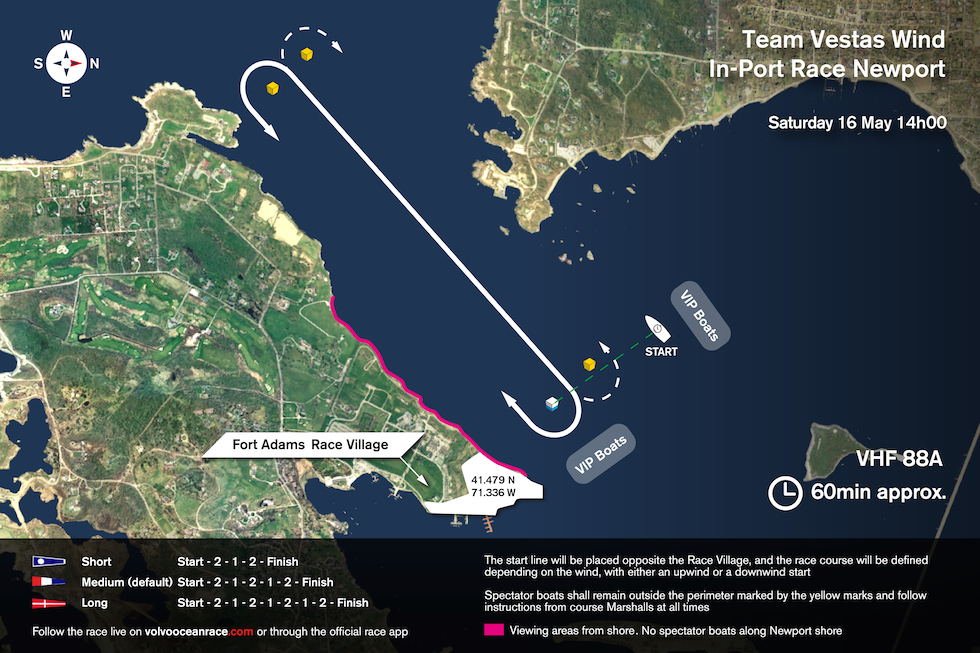 Team Vestas Wind
In-Port Race Newport
Saturday 16 May 14h00
W
S N
E
VIP Boats
START
VIP Boats
Fort Adams Race Village
41.479 N
71.336 W
VHF 88A
60min approx.
Short Start - 2 - 1 - 2 - Finish
Medium (default) Start - 2 - 1 - 2 - 1 - 2 - Finish
Long Start - 2 - 1 - 2 - 1 - 2 - 1 - 2 - Finish
Follow the race live on volvooceanrace.com or through the official race app
The start line will be placed opposite the Race Village, and the race course will be defined
depending on the wind, with either an upwind or a downwind start
Spectator boats shall remain outside the perimeter marked by the yellow marks and follow
instructions from course Marshalls at all times
Viewing areas from shore. No spectator boats along Newport shore